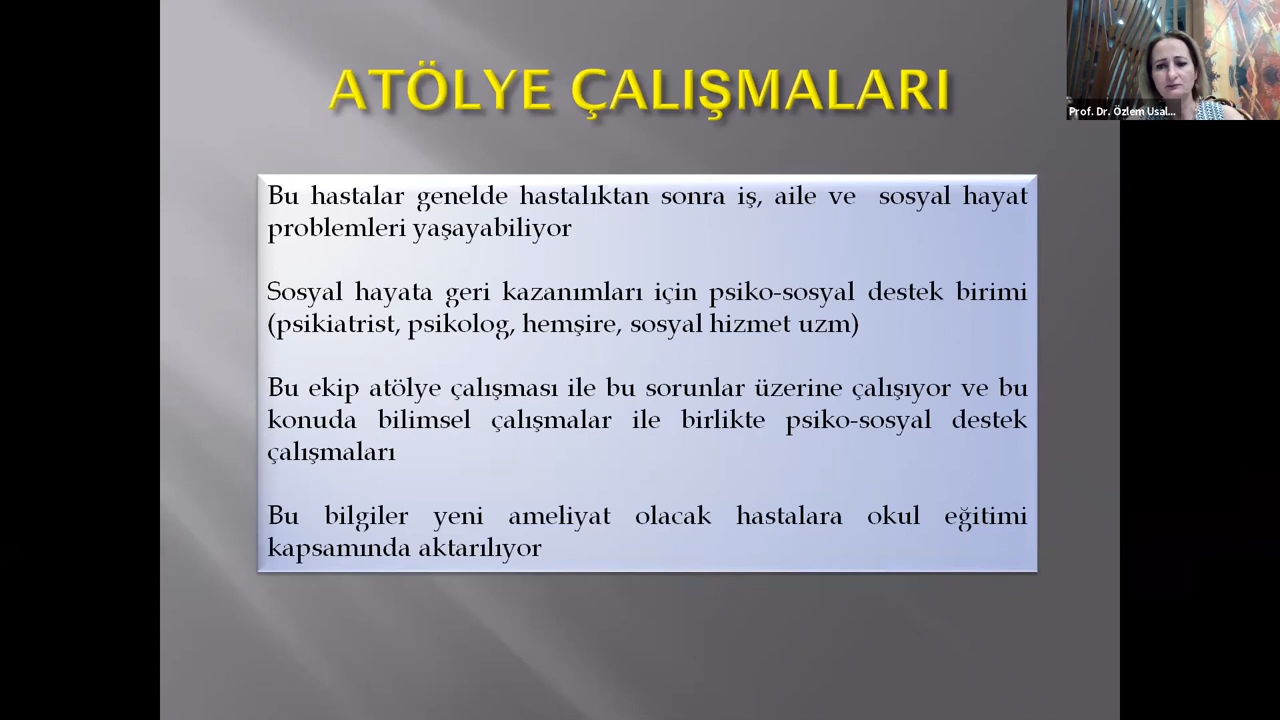 ATÖLYE ÇALIŞMALARI
Prof. Dr. Özlem Usal...
Bu hastalar genelde hastalıktan sonra iş, aile ve sosyal hayat
problemleri yaşayabiliyor
Sosyal hayata geri kazanımları için psiko-sosyal destek birimi
(psikiatrist, psikolog, hemşire, sosyal hizmet uzm)
Bu ekip atölye çalışması ile bu sorunlar üzerine çalışıyor ve bu
konuda bilimsel çalışmalar ile birlikte psiko-sosyal destek
çalışmaları
Bu bilgiler yeni ameliyat olacak hastalara okul eğitimi
kapsamında aktarılıyor